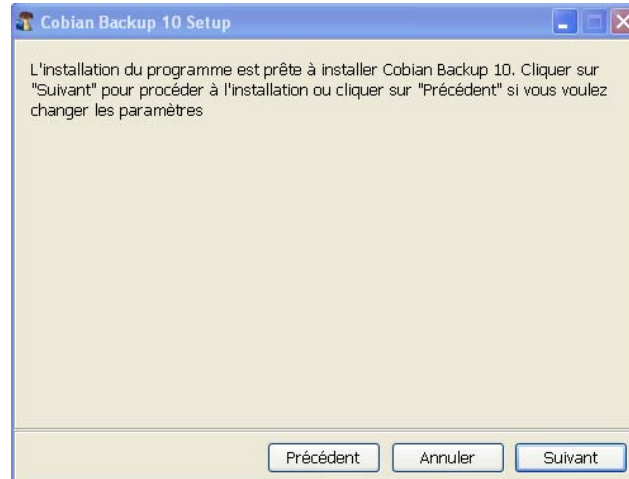 Cobian Backup 10 Setup
L'installation du programme est prête à installer Cobian Backup 10. Cliquer sur
"Suivant" pour procéder à l'installation ou cliquer sur "Précédent" si vous voulez
changer les paramètres
Précédent Annuler Suivant